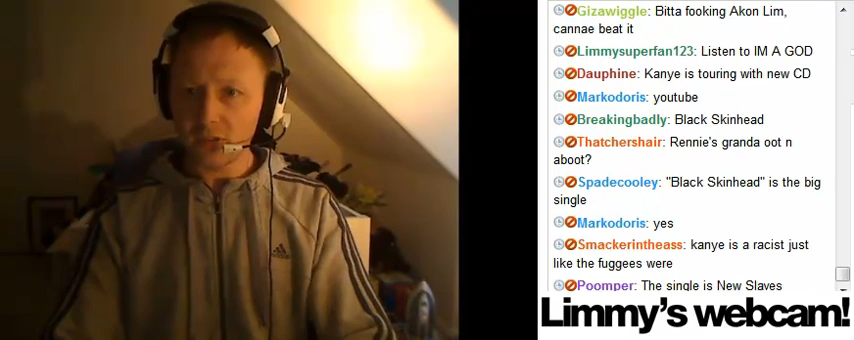 Gizawiggle: Bitta fooking Akon Lim,
cannae beat it
Limmysuperfan123: Listen to IM A GOD
Dauphine: Kanye is touring with new CD
Markodoris: youtube
Breakingbadly: Black Skinhead
Thatchershair: Rennie's granda oot n
aboot?
Spadecooley: "Black Skinhead" is the big
single
Markodoris: yes
Smackerintheass: kanye is a racist just
like the fuggees were
Poomper: The single is New Slaves
Limmy's webcam!
adidas